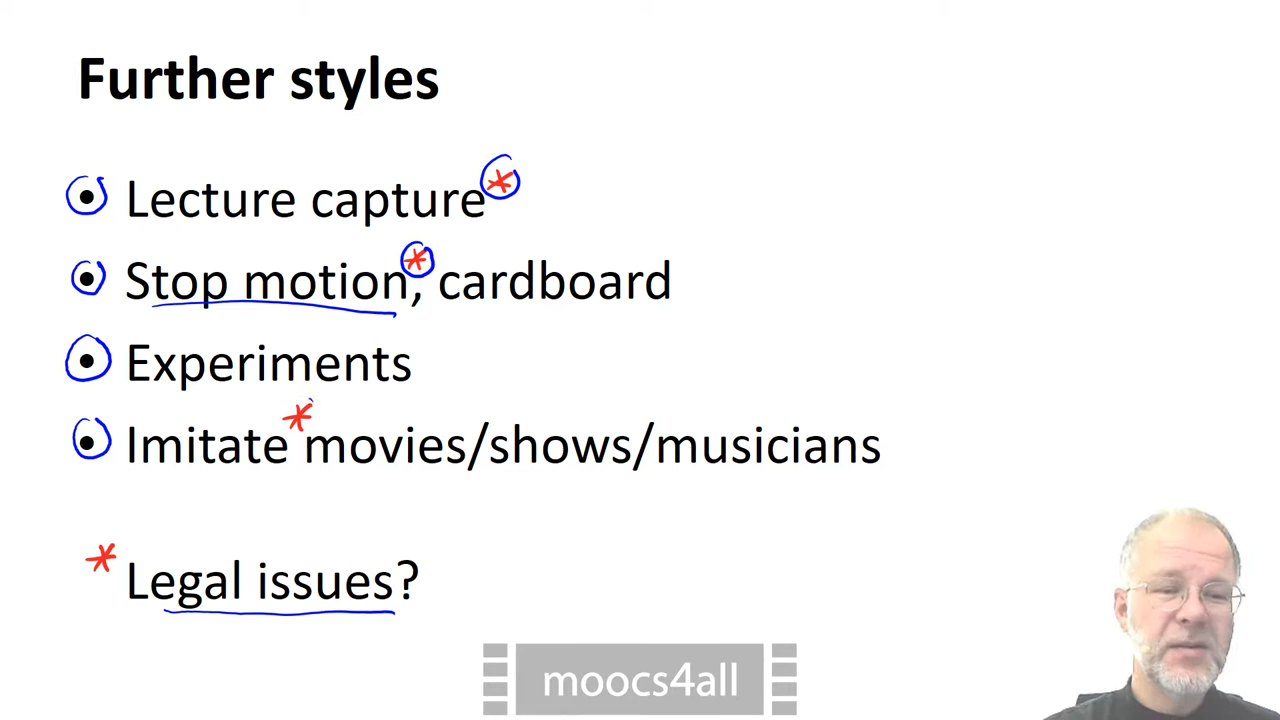 Further styles
• Lecture capture*
• Stop motion*, cardboard
• Experiments
• Imitate* movies/shows/musicians
* Legal issues?
moocs4all